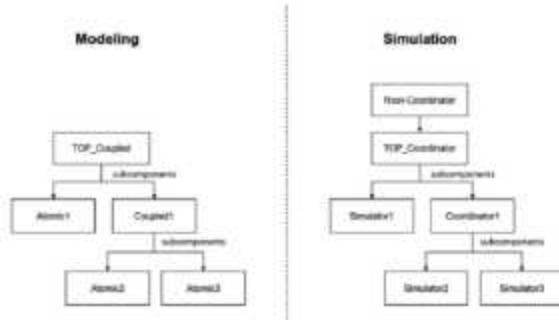 Modeling
Simulation
Root-Coordinator
TOP_Coupled
TOP_Coordinator
subcomponents
subcomponents
Atomic1
Coupled1
Simulator1
Coordinator1
subcomponents
subcomponents
Atomic2
Atomic3
Simulator2
Simulator3